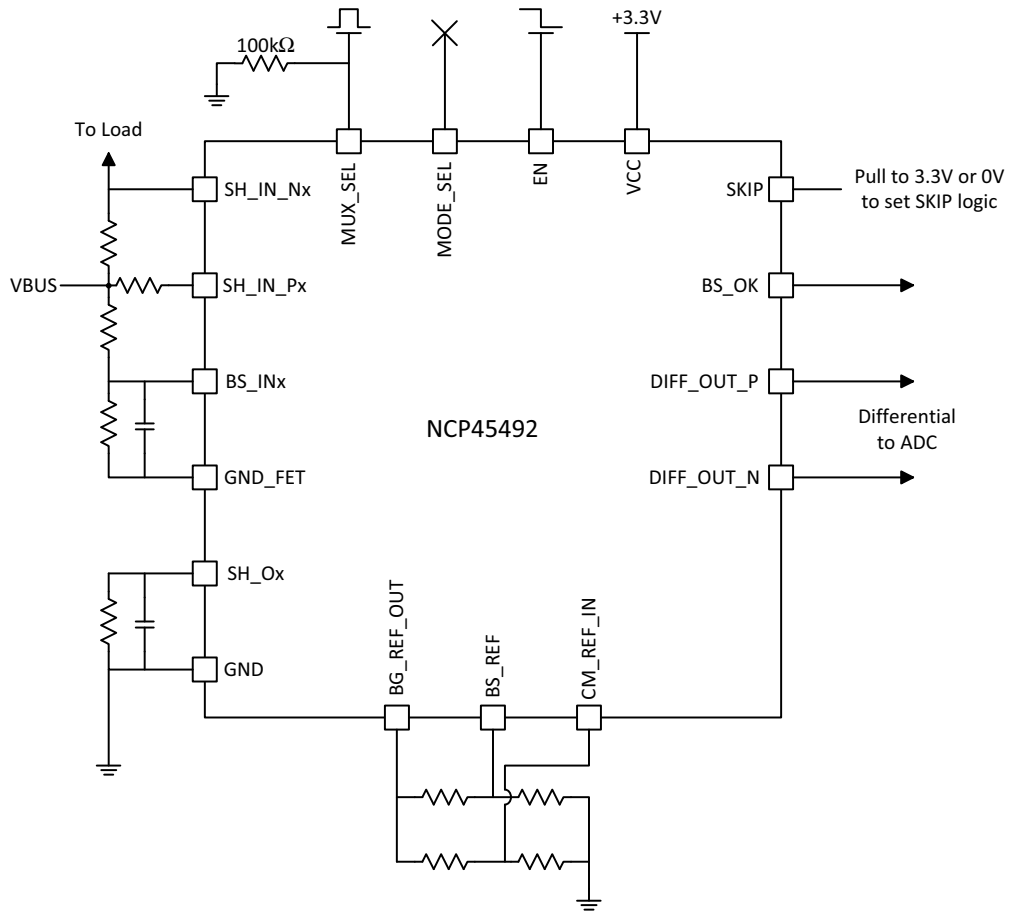 +3.3V
100kΩ
To Load
MUX_SEL
MODE_SEL
EN
VCC
SH_IN_Nx
SKIP
Pull to 3.3V or 0V
to set SKIP logic
VBUS
SH_IN_Px
BS_OK
BS_INx
DIFF_OUT_P
NCP45492
Differential
to ADC
GND_FET
DIFF_OUT_N
SH_Ox
GND
BG_REF_OUT
BS_REF
CM_REF_IN